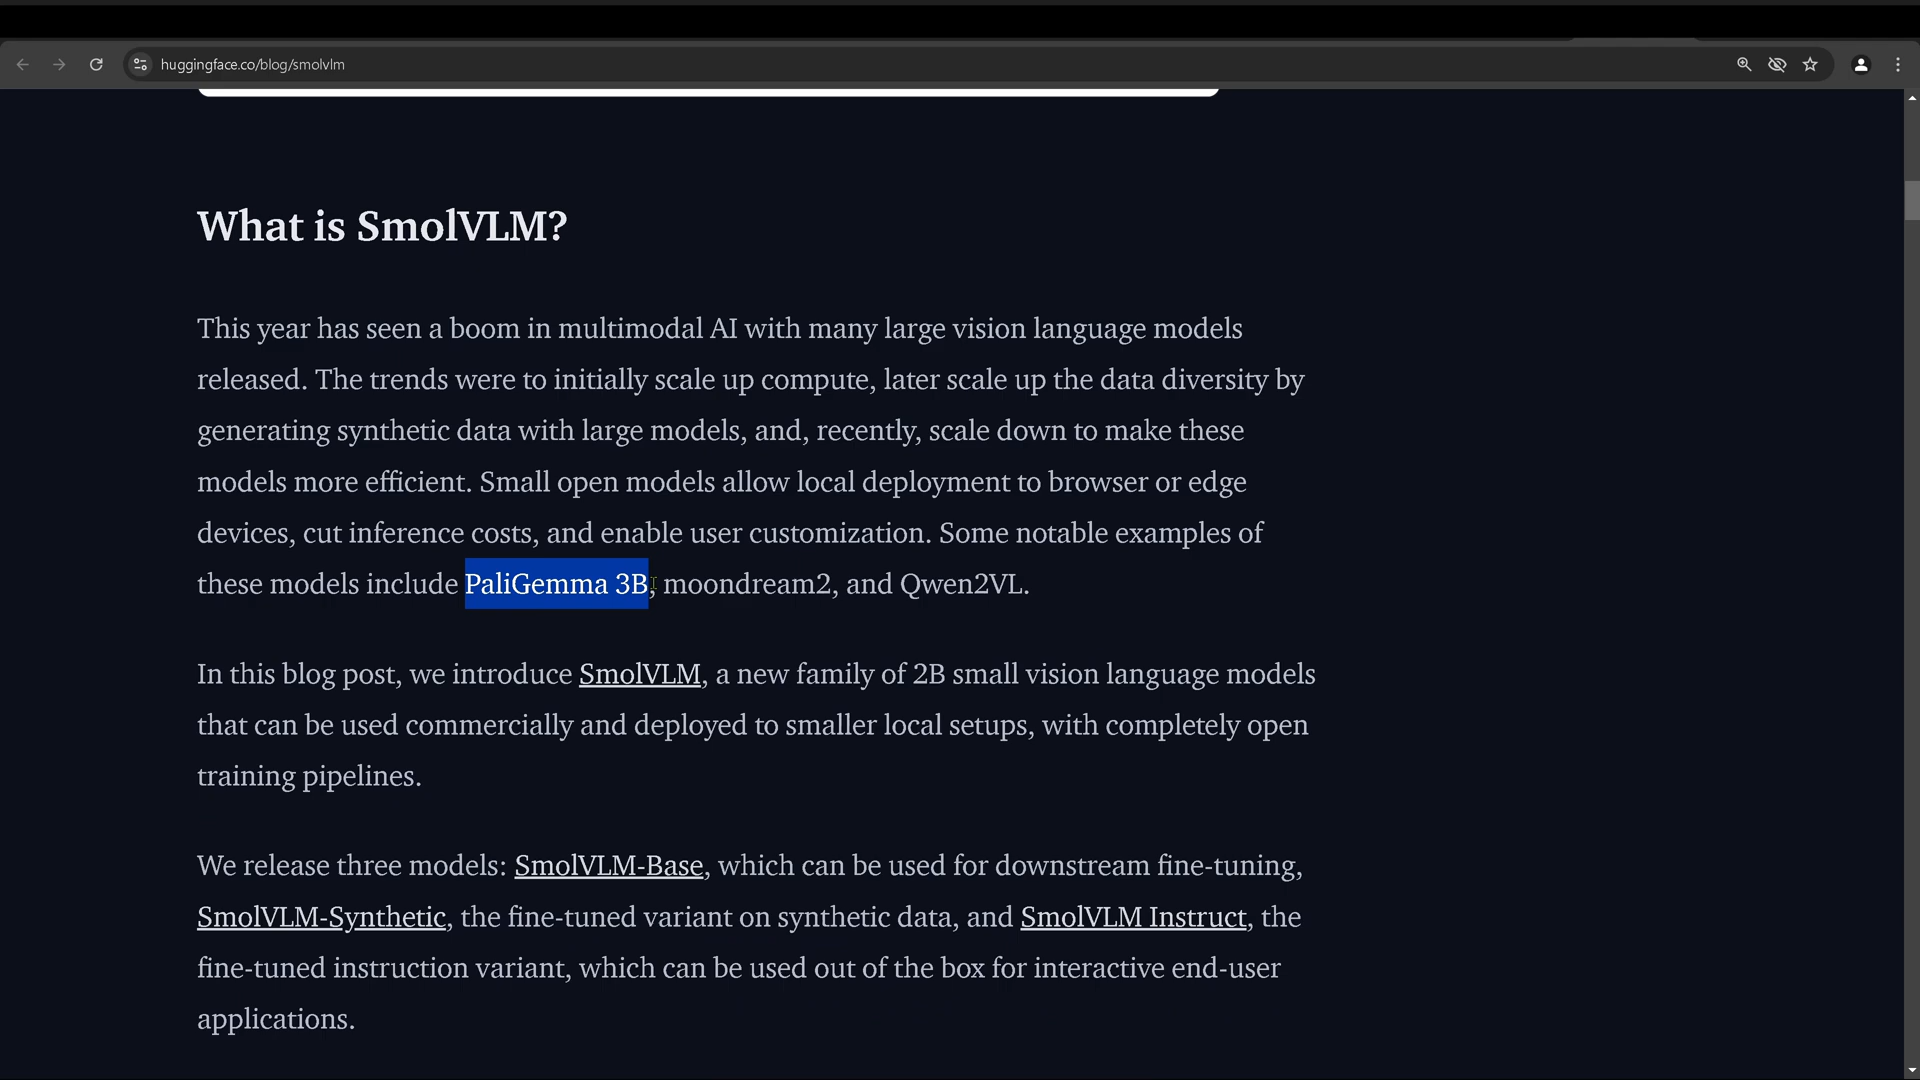 huggingface.co/blog/smolvlm
What is SmolVLM?
This year has seen a boom in multimodal AI with many large vision language models
released. The trends were to initially scale up compute, later scale up the data diversity by
generating synthetic data with large models, and, recently, scale down to make these
models more efficient. Small open models allow local deployment to browser or edge
devices, cut inference costs, and enable user customization. Some notable examples of
these models include PaliGemma 3B, moondream2, and Qwen2VL.
In this blog post, we introduce SmolVLM, a new family of 2B small vision language models
that can be used commercially and deployed to smaller local setups, with completely open
training pipelines.
We release three models: SmolVLM-Base, which can be used for downstream fine-tuning,
SmolVLM-Synthetic, the fine-tuned variant on synthetic data, and SmolVLM Instruct, the
fine-tuned instruction variant, which can be used out of the box for interactive end-user
applications.